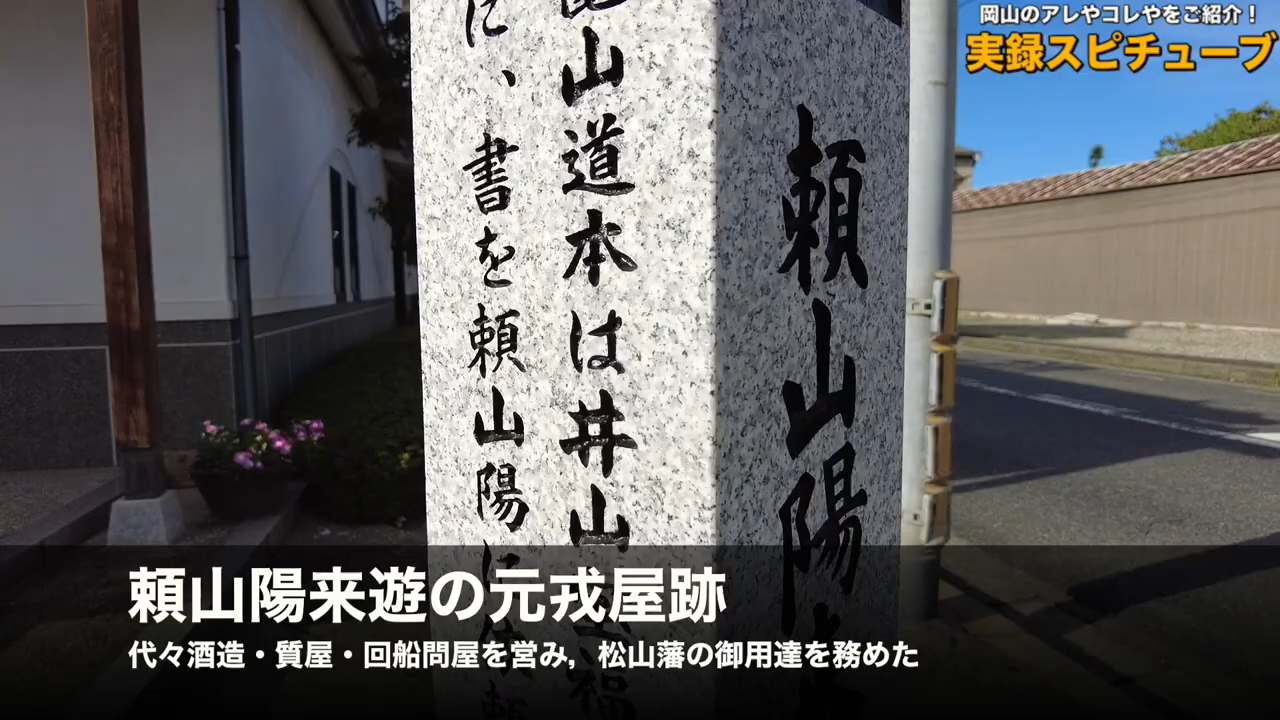 岡山のアレやコレやをご紹介！
実録スピチューブ
頼山陽
山道本は井山
に、書を頼山陽に
頼山陽来遊の元戎屋跡
代々酒造・質屋・回船問屋を営み，松山藩の御用達を務めた